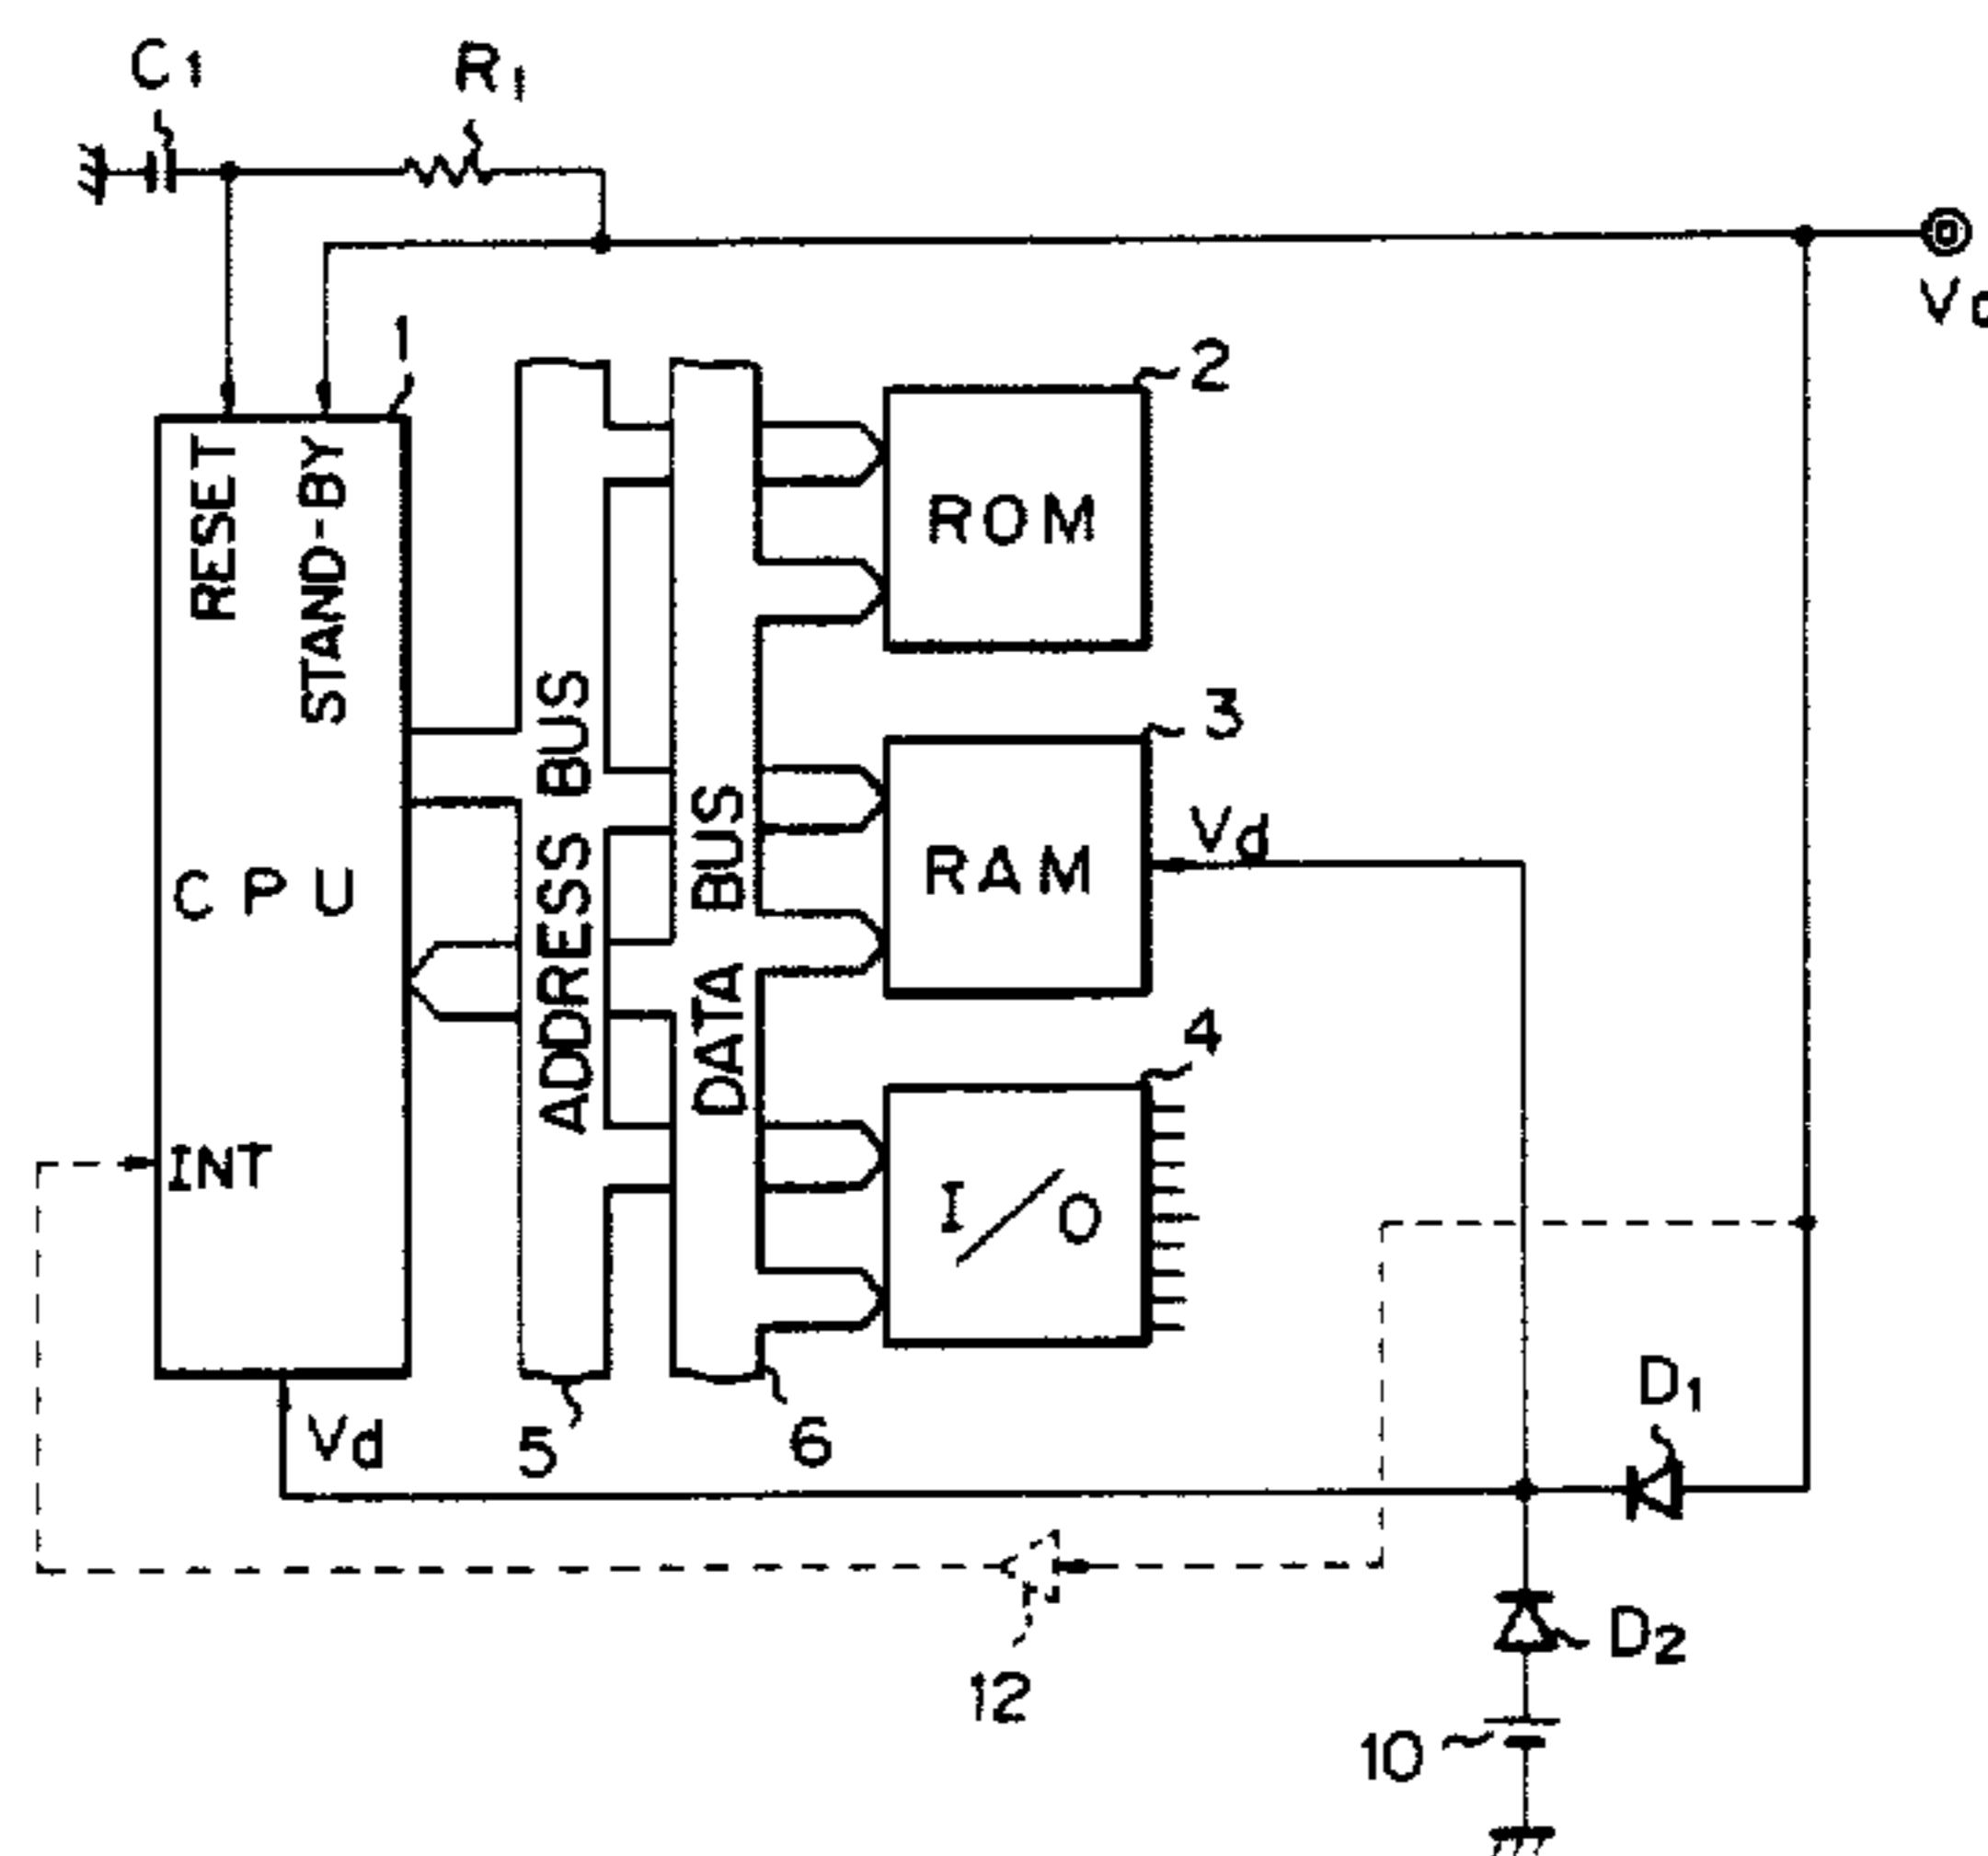 C1
R1
1
2
RESET
STAND-BY
ROM
3
ADDRESS BUS
DATA BUS
Vd
RAM
CPU
4
INT
I/O
D1
Vd
5
6
D2
12
10